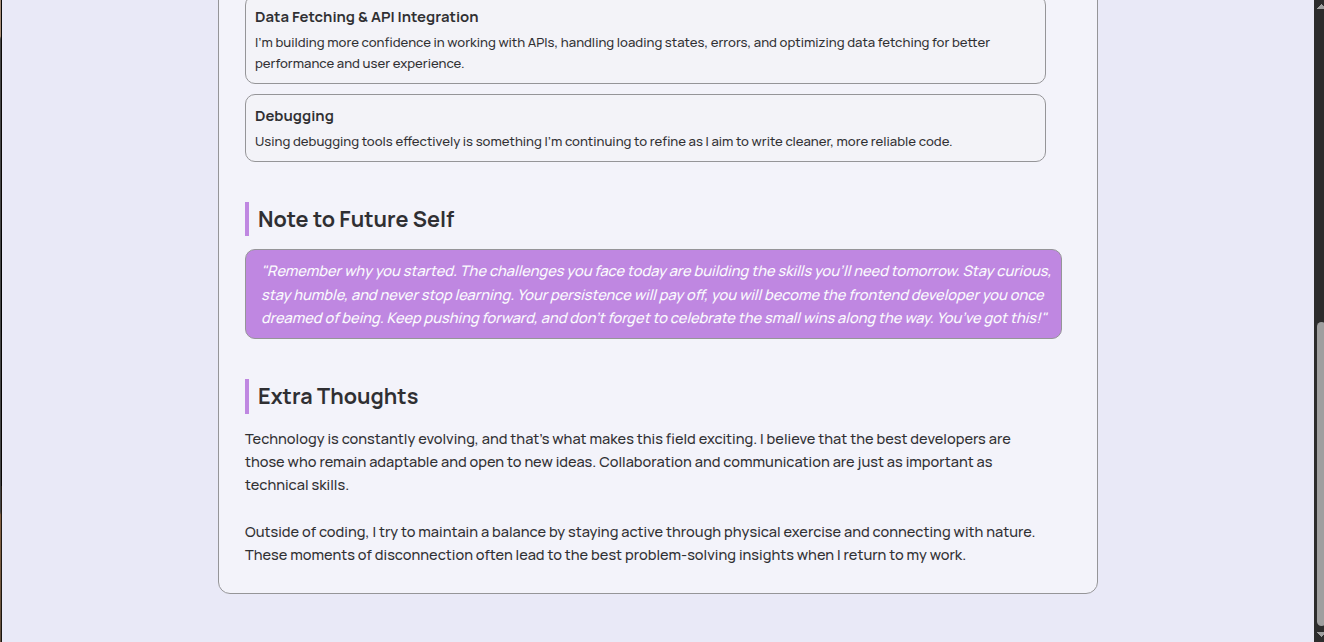 Data Fetching & API Integration
I'm building more confidence in working with APIs, handling loading states, errors, and optimizing data fetching for better
performance and user experience.
Debugging
Using debugging tools effectively is something I'm continuing to refine as I aim to write cleaner, more reliable code.
Note to Future Self
"Remember why you started. The challenges you face today are building the skills you'll need tomorrow. Stay curious,
stay humble, and never stop learning. Your persistence will pay off, you will become the frontend developer you once
dreamed of being. Keep pushing forward, and don't forget to celebrate the small wins along the way. You've got this!"
Extra Thoughts
Technology is constantly evolving, and that's what makes this field exciting. I believe that the best developers are
those who remain adaptable and open to new ideas. Collaboration and communication are just as important as
technical skills.
Outside of coding, I try to maintain a balance by staying active through physical exercise and connecting with nature.
These moments of disconnection often lead to the best problem-solving insights when I return to my work.